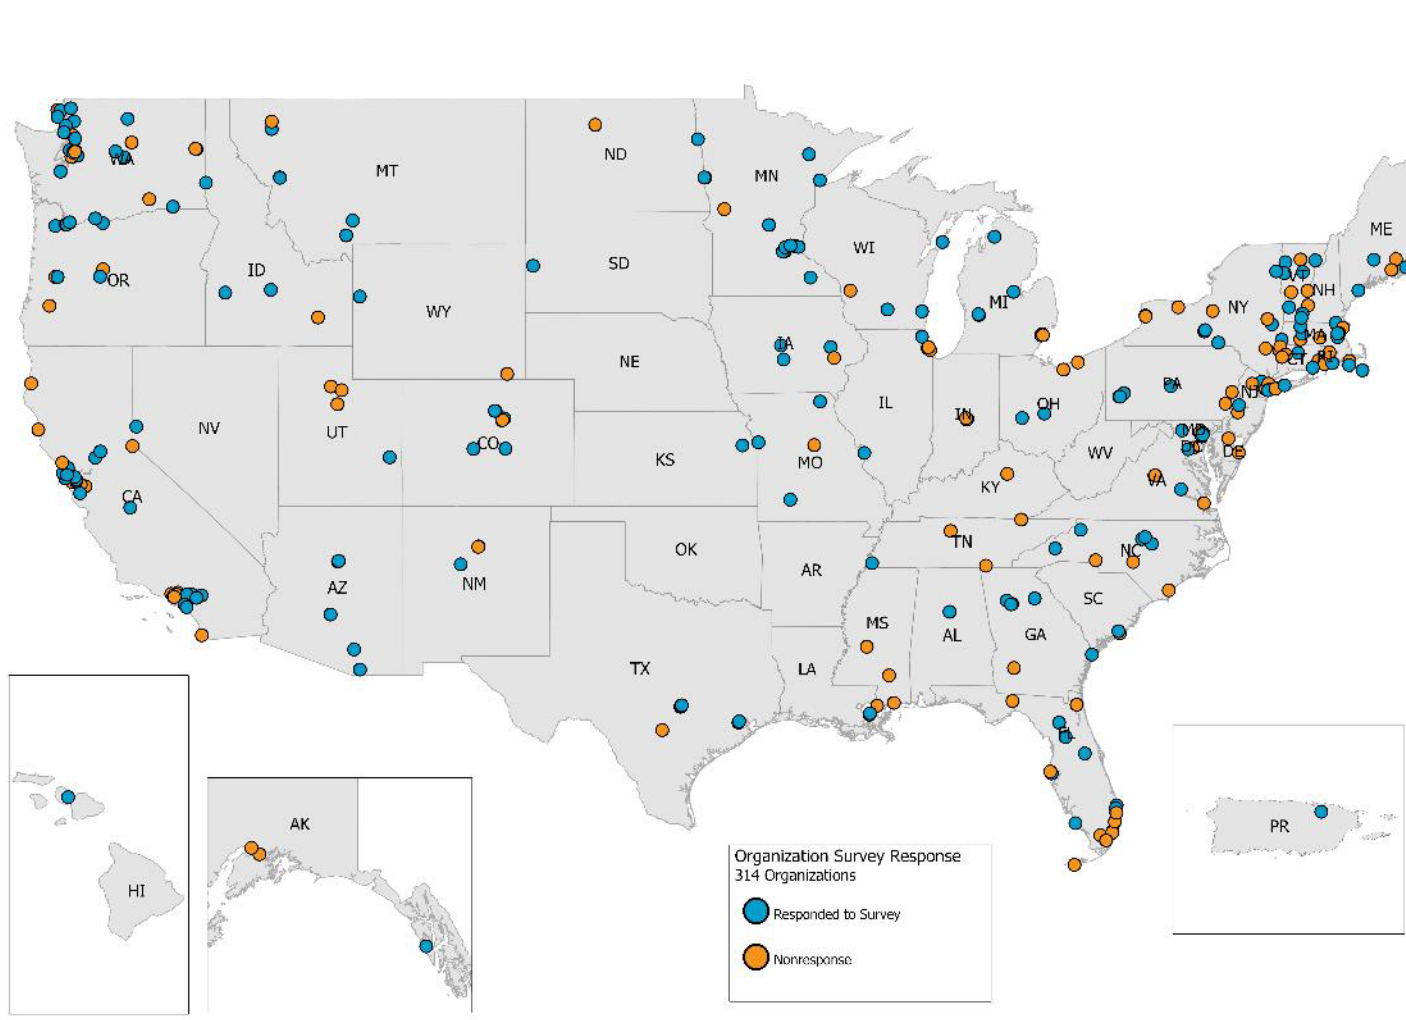 WA
MT
ND
MN
ME
OR
ID
SD
WI
MI
VT
NH
NY
WY
MA
IA
NE
CT
RI
PA
NJ
NV
UT
CO
IL
IN
OH
KS
MO
WV
MD
DC
DE
CA
KY
VA
OK
TN
NC
AZ
NM
AR
SC
MS
AL
GA
TX
LA
FL
AK
PR
HI
Organization Survey Response
314 Organizations
Responded to Survey
Nonresponse